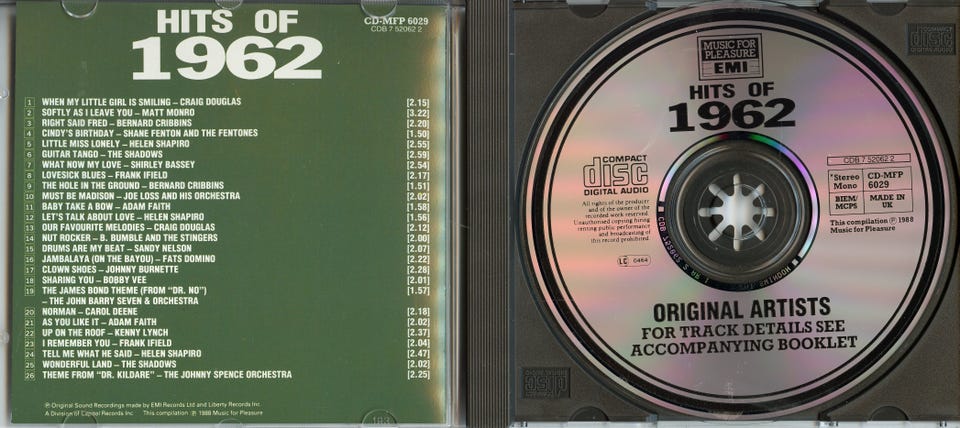 HITS OF
1962
CD-MFP 6029
CDB 7 52062 2
1 WHEN MY LITTLE GIRL IS SMILING – CRAIG DOUGLAS [2.15]
2 SOFTLY AS I LEAVE YOU – MATT MONRO [3.22]
3 RIGHT SAID FRED – BERNARD CRIBBINS [2.20]
4 CINDY'S BIRTHDAY – SHANE FENTON AND THE FENTONES [1.50]
5 LITTLE MISS LONELY – HELEN SHAPIRO [2.55]
6 GUITAR TANGO – THE SHADOWS [2.59]
7 WHAT NOW MY LOVE – SHIRLEY BASSEY [2.54]
8 LOVESICK BLUES – FRANK IFIELD [2.17]
9 THE HOLE IN THE GROUND – BERNARD CRIBBINS [1.51]
10 MUST BE MADISON – JOE LOSS AND HIS ORCHESTRA [2.02]
11 BABY TAKE A BOW – ADAM FAITH [1.58]
12 LET'S TALK ABOUT LOVE – HELEN SHAPIRO [1.56]
13 OUR FAVOURITE MELODIES – CRAIG DOUGLAS [2.12]
14 NUT ROCKER – B. BUMBLE AND THE STINGERS [2.00]
15 DRUMS ARE MY BEAT – SANDY NELSON [2.07]
16 JAMBALAYA (ON THE BAYOU) – FATS DOMINO [2.22]
17 CLOWN SHOES – JOHNNY BURNETTE [2.28]
18 SHARING YOU – BOBBY VEE [2.01]
19 THE JAMES BOND THEME (FROM "DR. NO") [1.57]
– THE JOHN BARRY SEVEN & ORCHESTRA
20 NORMAN – CAROL DEENE [2.18]
21 AS YOU LIKE IT – ADAM FAITH [2.02]
22 UP ON THE ROOF – KENNY LYNCH [2.37]
23 I REMEMBER YOU – FRANK IFIELD [2.04]
24 TELL ME WHAT HE SAID – HELEN SHAPIRO [2.47]
25 WONDERFUL LAND – THE SHADOWS [2.02]
26 THEME FROM "DR. KILDARE" – THE JOHNNY SPENCE ORCHESTRA [2.25]
℗ Original Sound Recordings made by EMI Records Ltd and Liberty Records Inc.
A Division of Capitol Records Inc This compilation ℗ 1988 Music for Pleasure
MUSIC FOR
PLEASURE
EMI
HITS OF
1962
COMPACT
disc
DIGITAL AUDIO
All rights of the producer
and of the owner of the
recorded work reserved.
Unauthorised copying hiring
renting public performance
and broadcasting of
this record prohibited.
LC 0464
CDB 7 52062 2
*Stereo
Mono
CD-MFP
6029
BIEM/
MCPS
MADE IN
UK
This compilation ℗ 1988
Music for Pleasure
ORIGINAL ARTISTS
FOR TRACK DETAILS SEE
ACCOMPANYING BOOKLET
COMPACT
disc
DIGITAL AUDIO